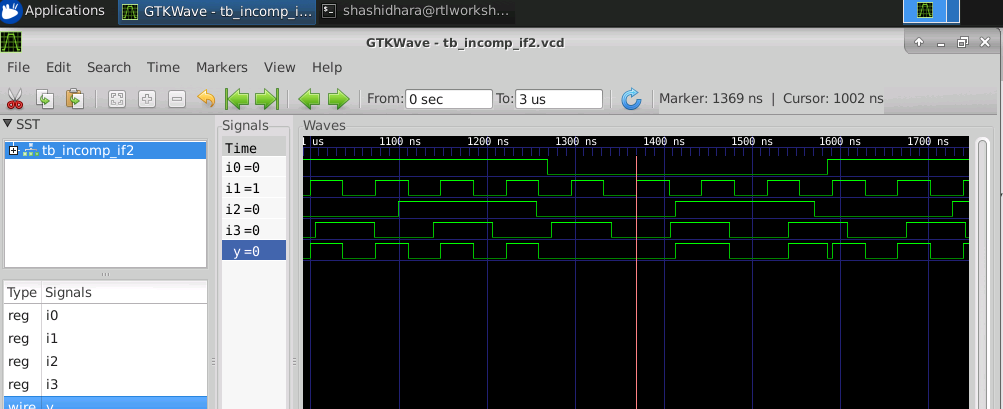 Applications GTKWave - tb_incomp_i... shashidhara@rtlworksh...
GTKWave - tb_incomp_if2.vcd
File Edit Search Time Markers View Help
From: 0 sec To: 3 us Marker: 1369 ns | Cursor: 1002 ns
SST Signals Waves
tb_incomp_if2 Time 1 us 1100 ns 1200 ns 1300 ns 1400 ns 1500 ns 1600 ns 1700 ns
i0=0
i1=1
i2=0
i3=0
y=0
Type Signals
reg i0
reg i1
reg i2
reg i3
wire y